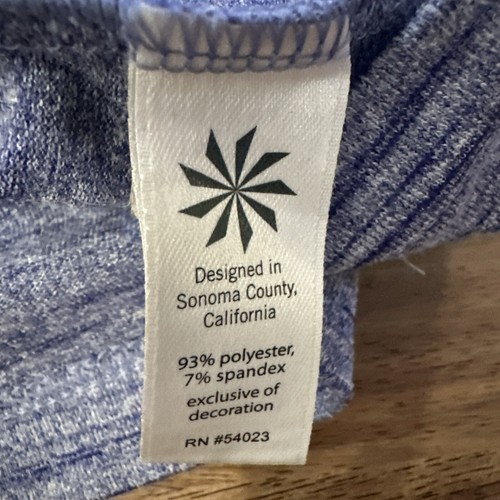 Designed in
Sonoma County,
California
93% polyester,
7% spandex
exclusive of
decoration
RN #54023